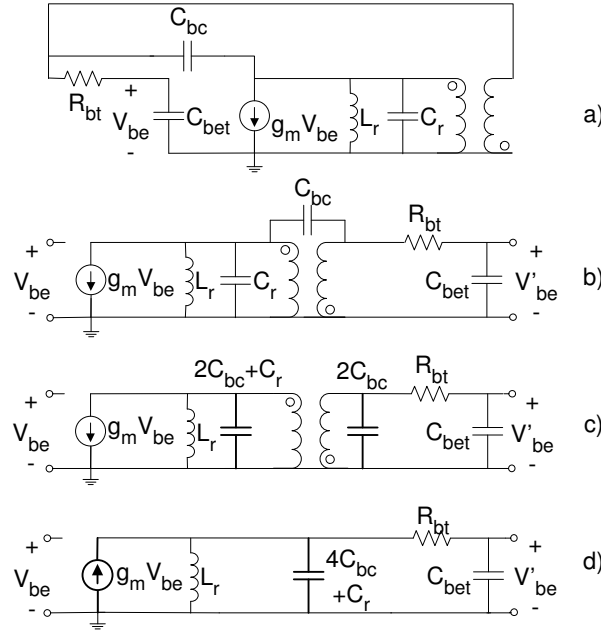 C_bc
R_bt + V_be - C_bet g_m V_be L_r C_r a)
C_bc
+ V_be - g_m V_be L_r C_r R_bt C_bet + V'_be - b)
2C_bc+C_r 2C_bc
+ V_be - g_m V_be L_r R_bt C_bet + V'_be - c)
+ V_be - g_m V_be L_r 4C_bc +C_r R_bt C_bet + V'_be - d)